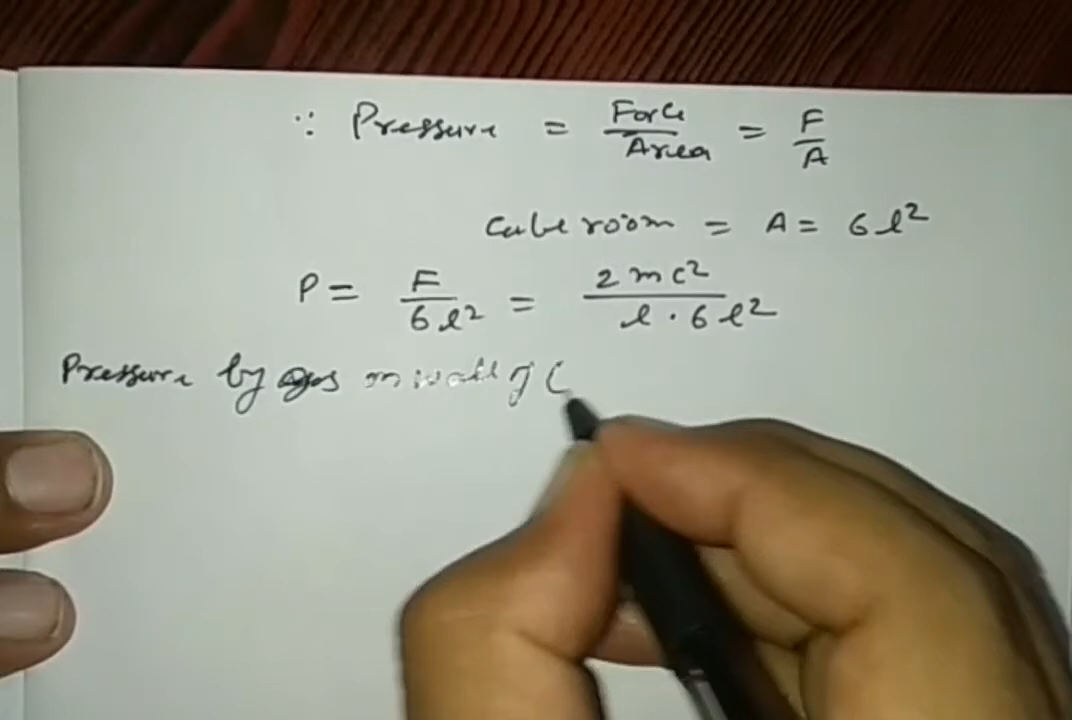 ∵ Pressure = Force/Area = F/A
Cube room = A = 6l²
P = F/6l² = 2mc²/l·6l²
Pressure by gas on wall of C